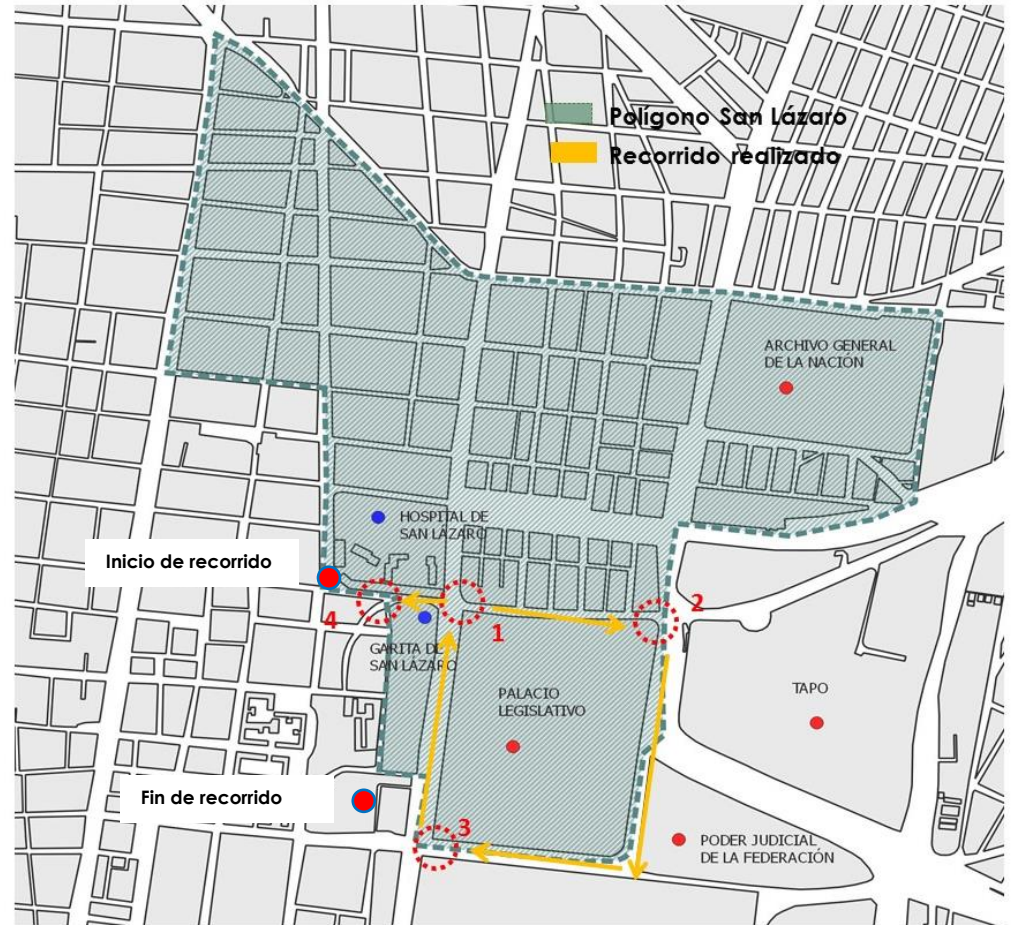 Polígono San Lázaro
Recorrido realizado
ARCHIVO GENERAL
DE LA NACIÓN
HOSPITAL DE
SAN LÁZARO
Inicio de recorrido
4
1
2
GARITA DE
SAN LÁZARO
PALACIO
LEGISLATIVO
TAPO
Fin de recorrido
3
PODER JUDICIAL
DE LA FEDERACIÓN